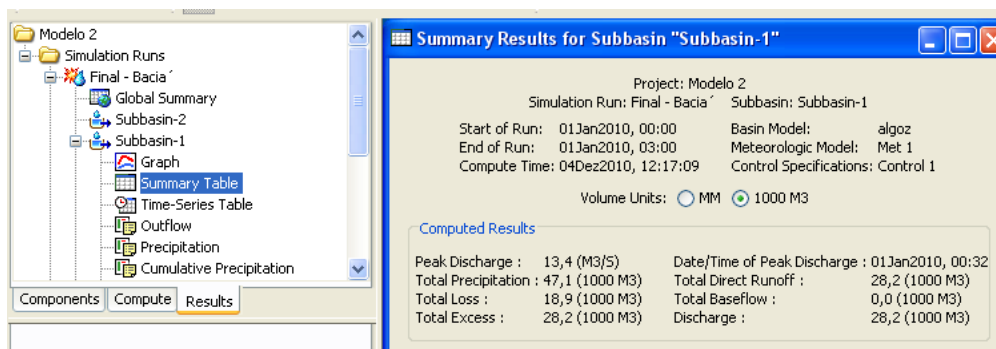 Modelo 2
Simulation Runs
Final - Bacia´
Global Summary
Subbasin-2
Subbasin-1
Graph
Summary Table
Time-Series Table
Outflow
Precipitation
Cumulative Precipitation
Components Compute Results
Summary Results for Subbasin "Subbasin-1"
Project: Modelo 2
Simulation Run: Final - Bacia´ Subbasin: Subbasin-1
Start of Run: 01Jan2010, 00:00 Basin Model: algoz
End of Run: 01Jan2010, 03:00 Meteorologic Model: Met 1
Compute Time: 04Dez2010, 12:17:09 Control Specifications: Control 1
Volume Units: MM 1000 M3
Computed Results
Peak Discharge : 13,4 (M3/S) Date/Time of Peak Discharge : 01Jan2010, 00:32
Total Precipitation : 47,1 (1000 M3) Total Direct Runoff : 28,2 (1000 M3)
Total Loss : 18,9 (1000 M3) Total Baseflow : 0,0 (1000 M3)
Total Excess : 28,2 (1000 M3) Discharge : 28,2 (1000 M3)